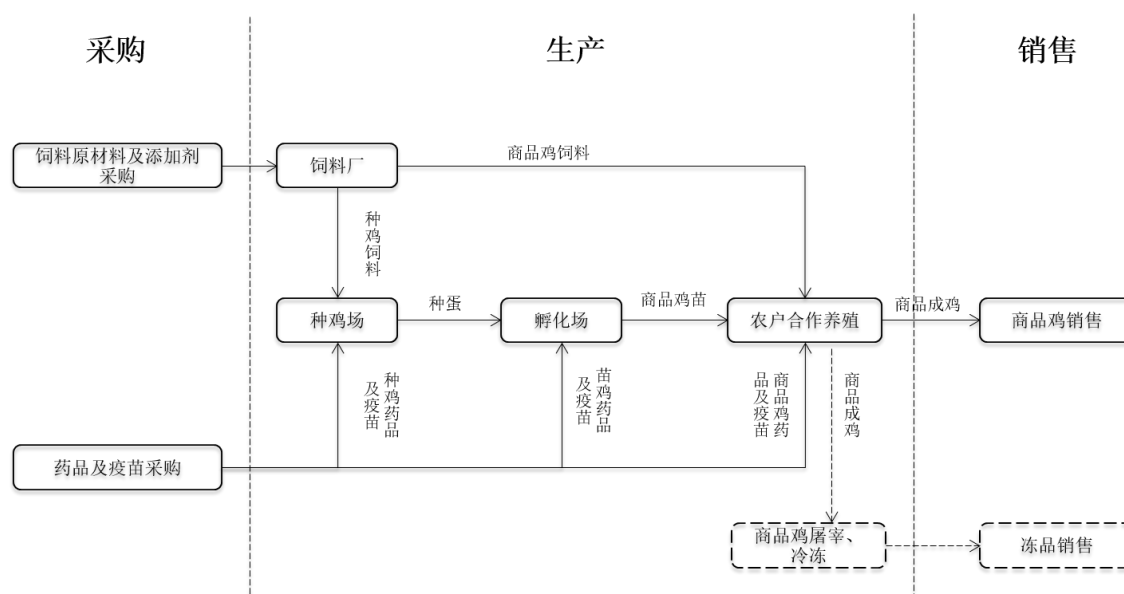 采购
生产
销售
饲料原材料及添加剂
采购
饲料厂
商品鸡饲料
种鸡饲料
种鸡场
种蛋
孵化场
商品鸡苗
农户合作养殖
商品成鸡
商品鸡销售
种鸡药品
及疫苗
苗鸡药品
及疫苗
商品鸡药
品及疫苗
商品成鸡
药品及疫苗采购
商品鸡屠宰、
冷冻
冻品销售